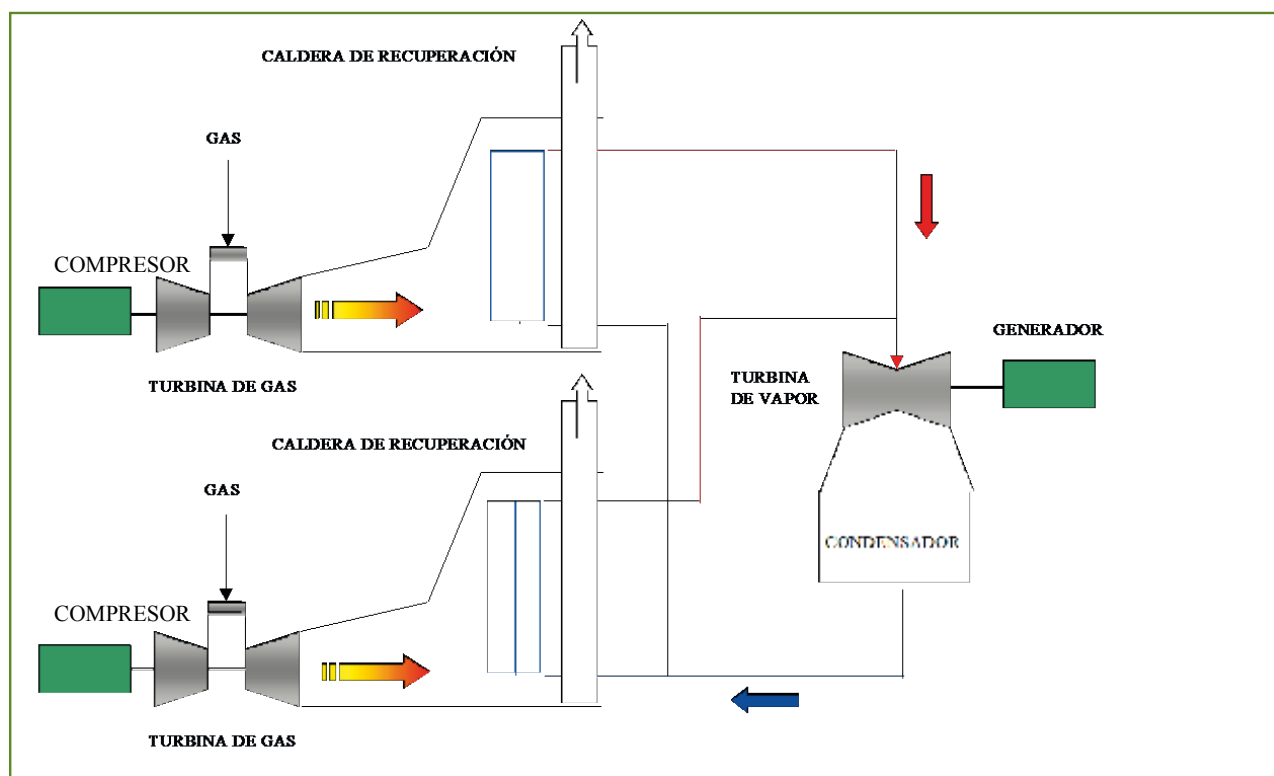 CALDERA DE RECUPERACIÓN
GAS
COMPRESOR
TURBINA DE GAS
GENERADOR
TURBINA
DE VAPOR
CALDERA DE RECUPERACIÓN
GAS
CONDENSADOR
COMPRESOR
TURBINA DE GAS